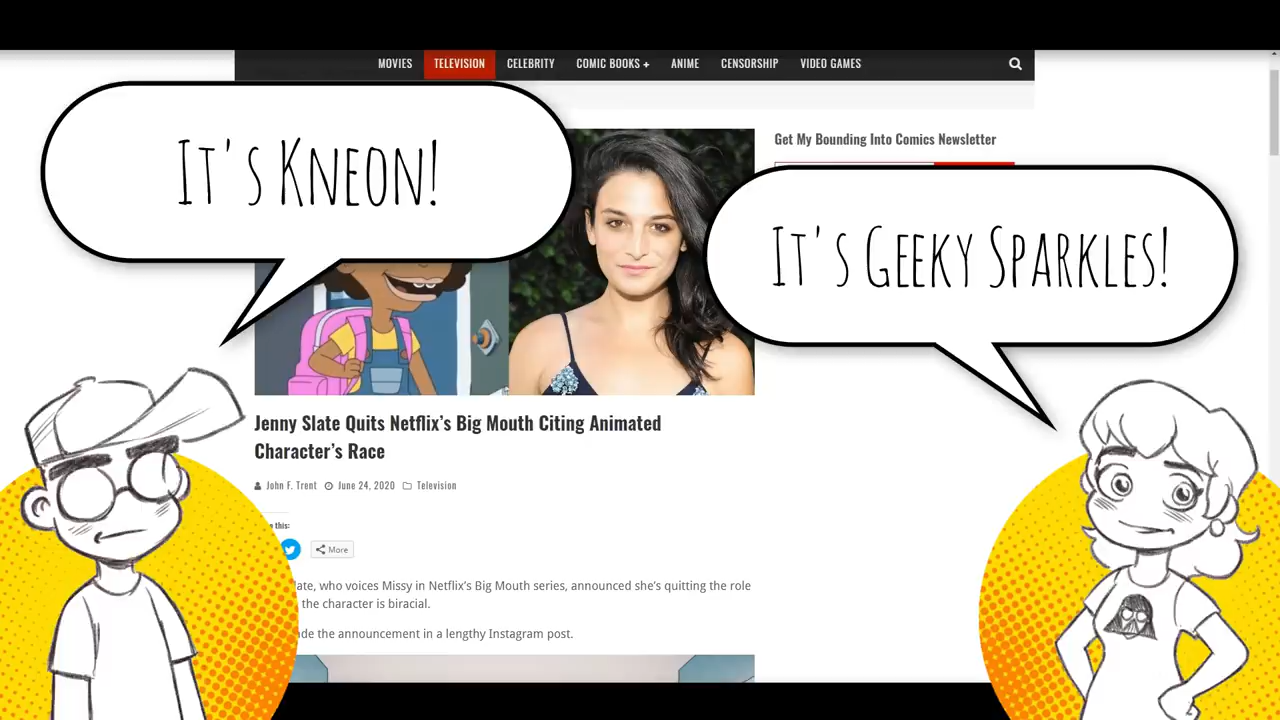 MOVIES TELEVISION CELEBRITY COMIC BOOKS + ANIME CENSORSHIP VIDEO GAMES
It's Kneon!
Get My Bounding Into Comics Newsletter
It's Geeky Sparkles!
Jenny Slate Quits Netflix's Big Mouth Citing Animated
Character's Race
John F. Trent June 24, 2020 Television
this:
More
who voices Missy in Netflix's Big Mouth series, announced she's quitting the role
the character is biracial.
the announcement in a lengthy Instagram post.